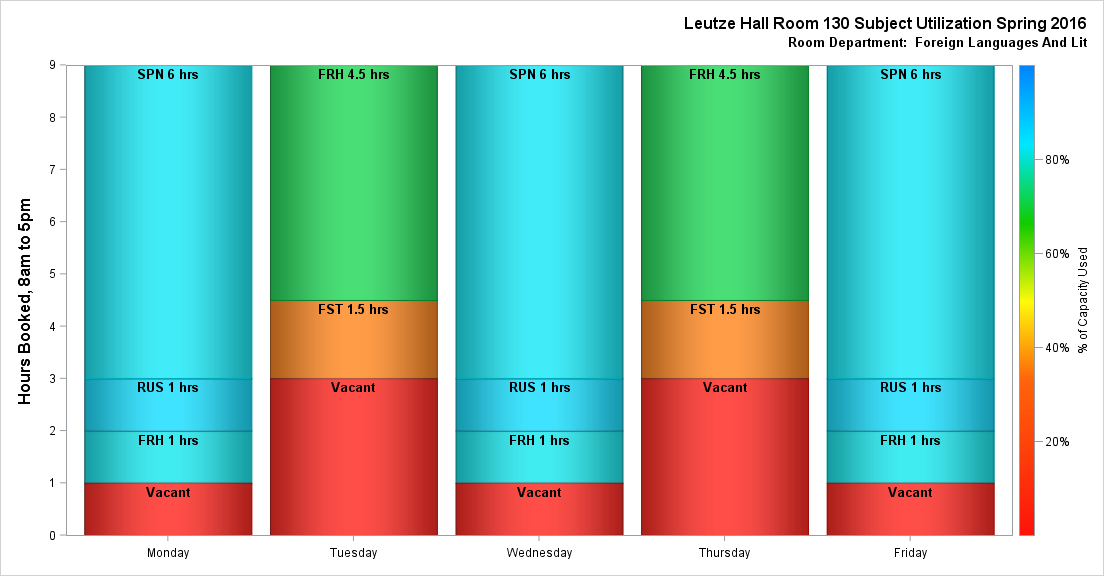 Leutze Hall Room 130 Subject Utilization Spring 2016
Room Department: Foreign Languages And Lit
Hours Booked, 8am to 5pm
9
8
7
6
5
4
3
2
1
0
SPN 6 hrs
RUS 1 hrs
FRH 1 hrs
Vacant
Monday
FRH 4.5 hrs
FST 1.5 hrs
Vacant
Tuesday
SPN 6 hrs
RUS 1 hrs
FRH 1 hrs
Vacant
Wednesday
FRH 4.5 hrs
FST 1.5 hrs
Vacant
Thursday
SPN 6 hrs
RUS 1 hrs
FRH 1 hrs
Vacant
Friday
80%
60%
40%
20%
% of Capacity Used